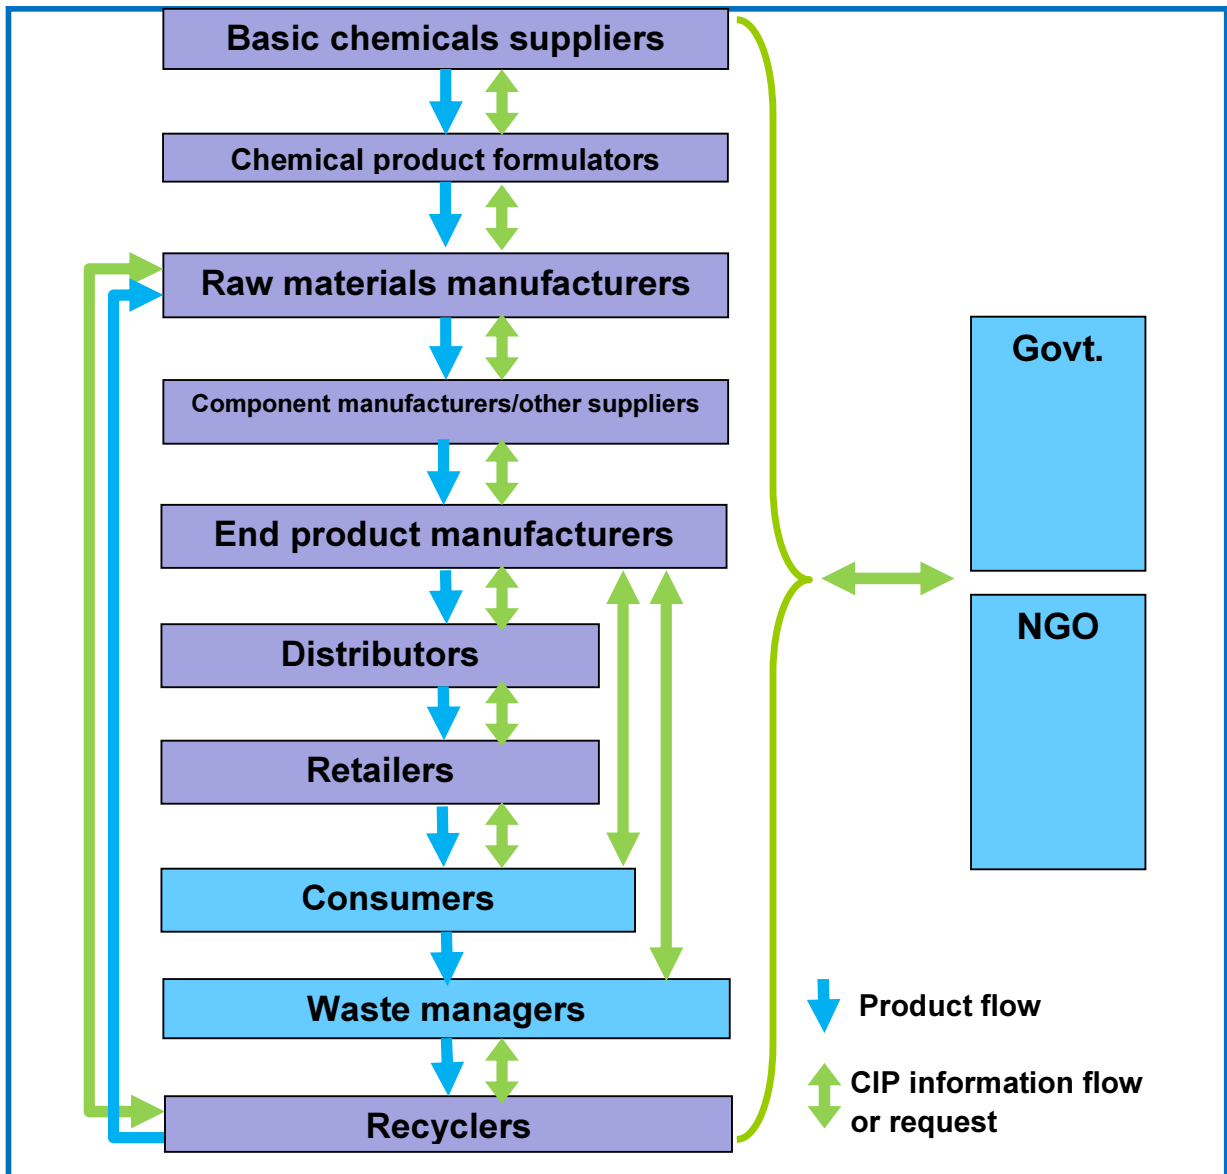 Basic chemicals suppliers
Chemical product formulators
Raw materials manufacturers
Component manufacturers/other suppliers
End product manufacturers
Distributors
Retailers
Consumers
Waste managers
Recyclers
Govt.
NGO
Product flow
CIP information flow
or request